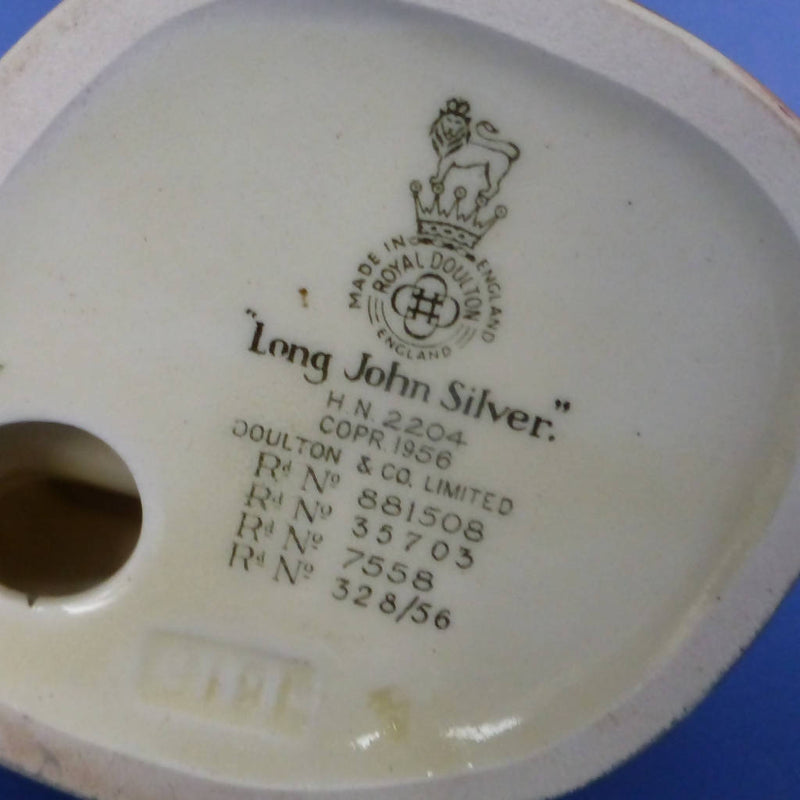 MADE IN ENGLAND
ROYAL DOULTON
ENGLAND
"Long John Silver."
H.N. 2204
COPR. 1956
DOULTON & CO. LIMITED
Rd No 881508
Rd No 35703
Rd No 7558
Rd No 328/56